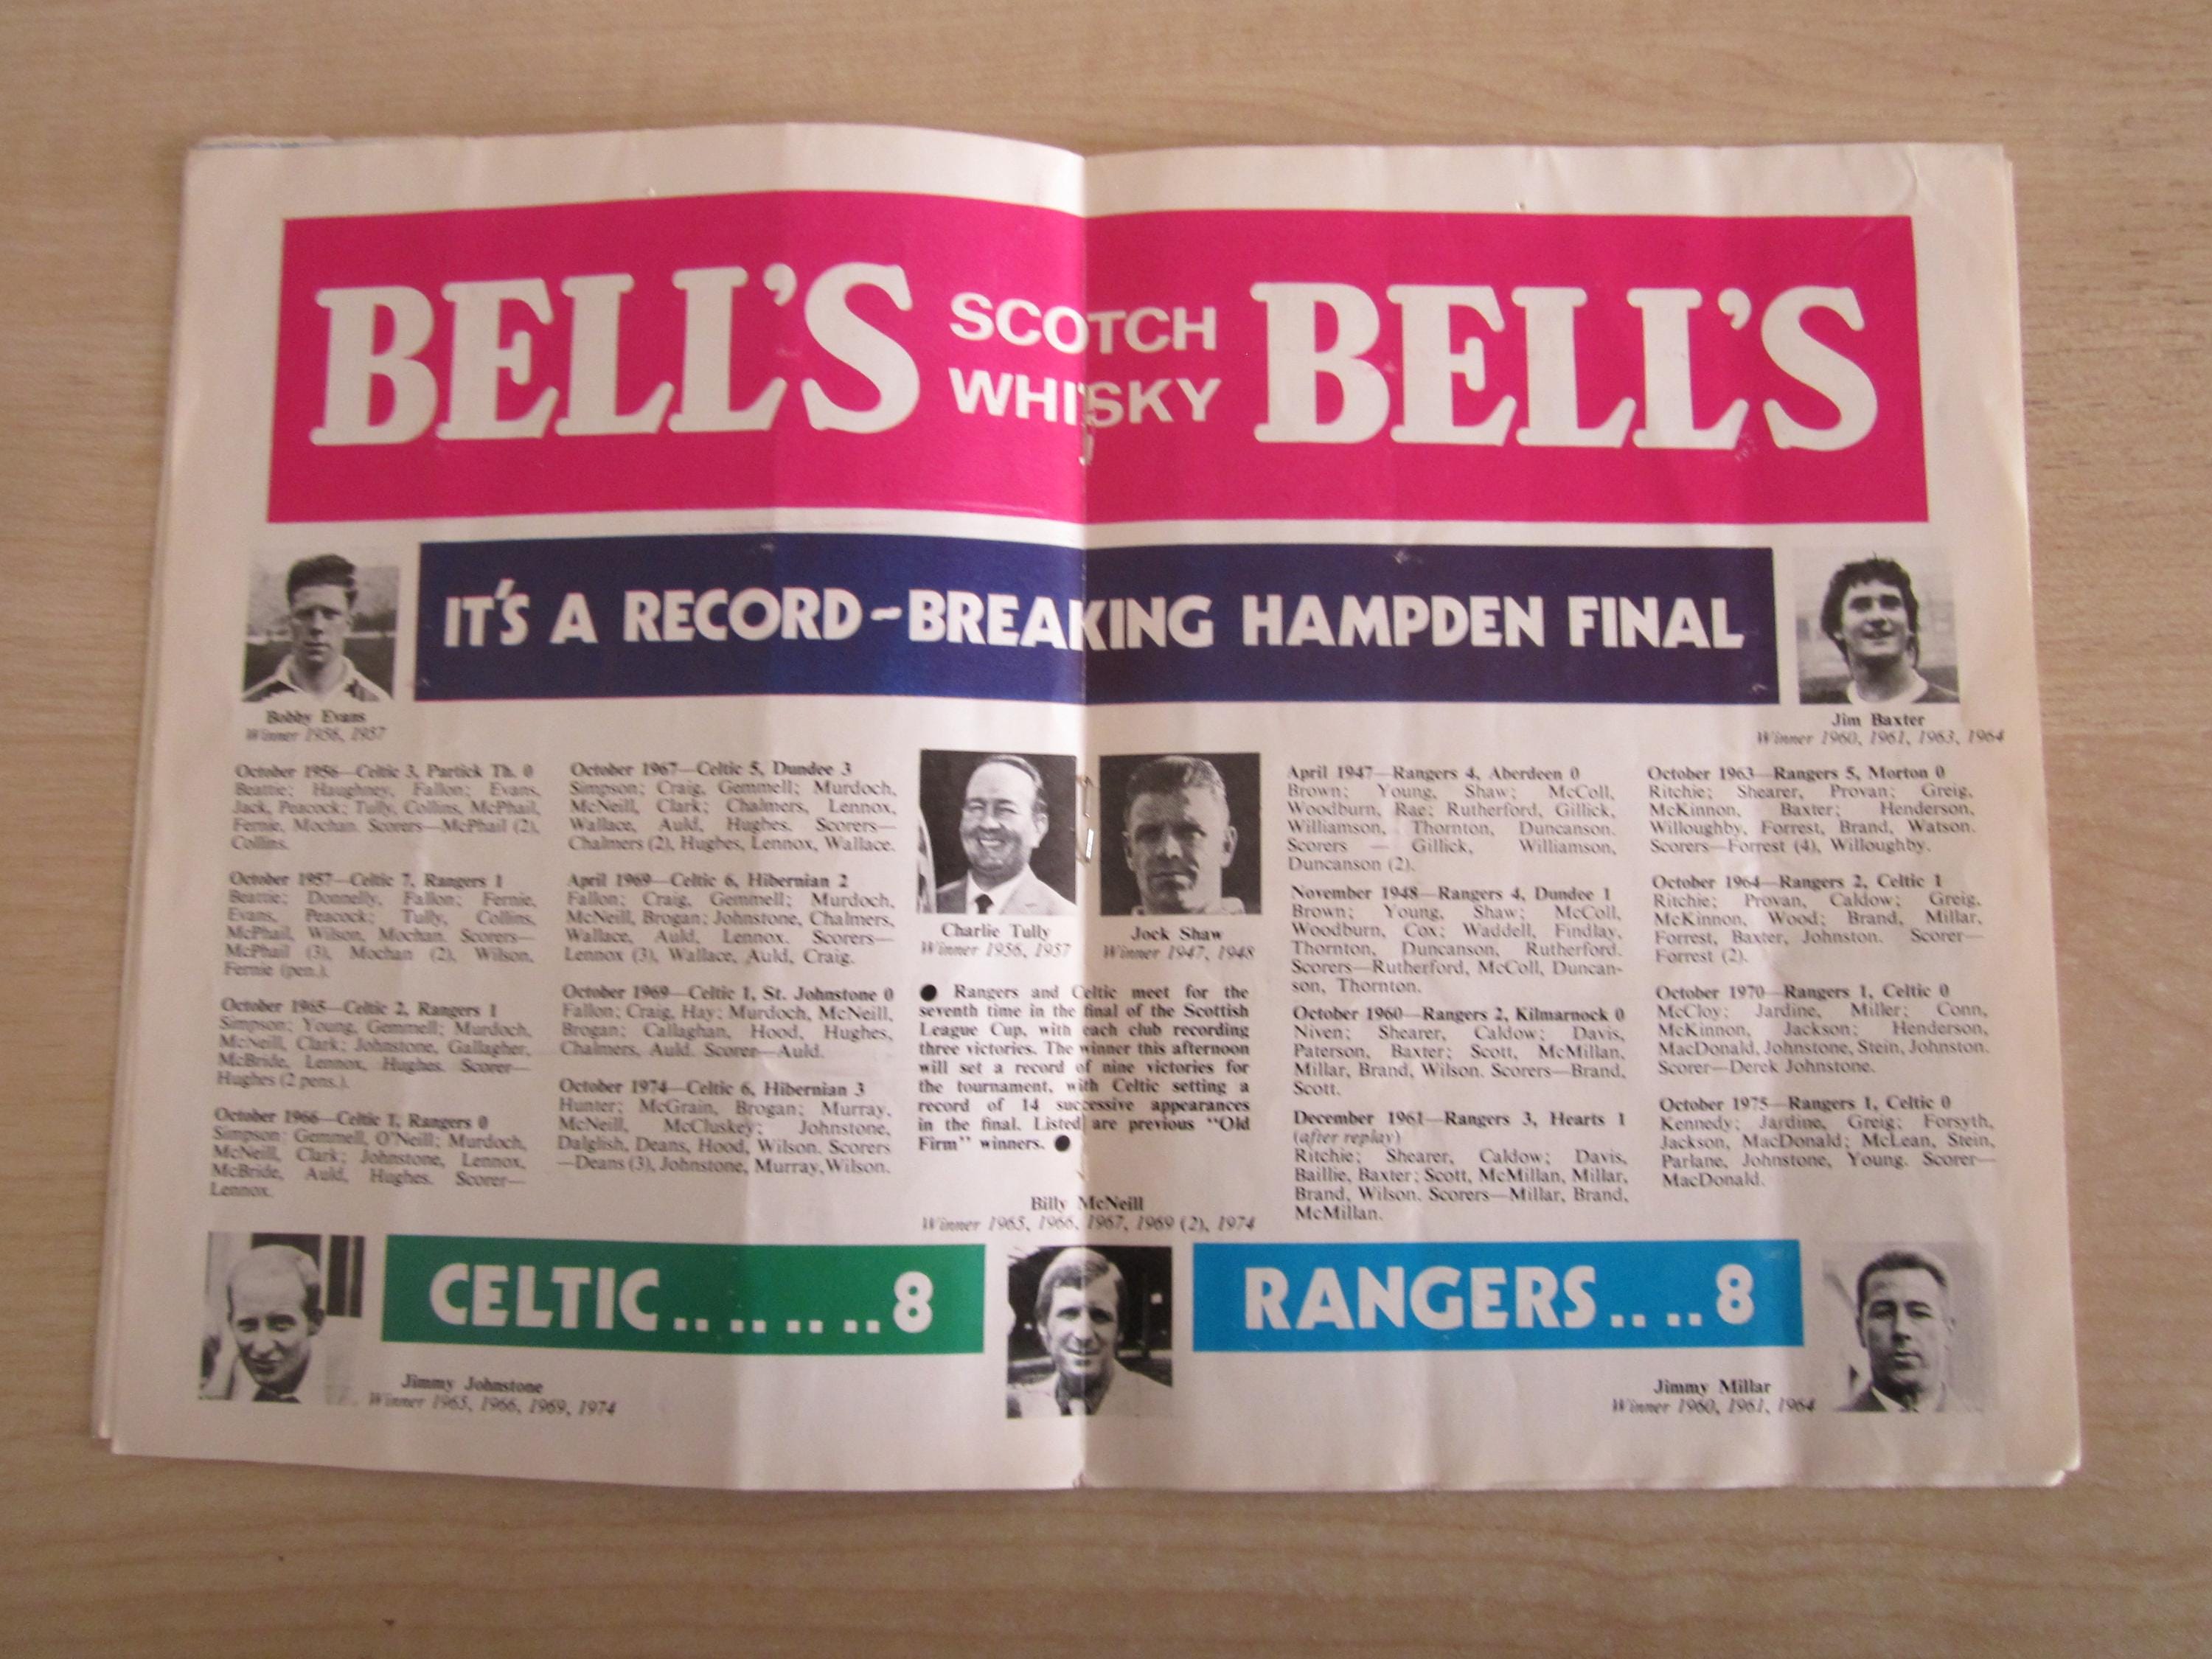 BELL'S SCOTCH WHISKY BELL'S
IT'S A RECORD-BREAKING HAMPDEN FINAL
Bobby Evans
Winner 1956, 1957
Jim Baxter
Winner 1960, 1961, 1963, 1964
October 1956—Celtic 3, Partick Th. 0
Beattie; Haughney, Fallon; Evans,
Jack, Peacock; Tully, Collins, McPhail,
Fernie, Mochan. Scorers—McPhail (2),
Collins.
October 1957—Celtic 7, Rangers 1
Beattie; Donnelly, Fallon; Fernie,
Evans, Peacock; Tully, Collins,
McPhail, Wilson, Mochan. Scorers—
McPhail (3), Mochan (2), Wilson,
Fernie (pen.).
October 1965—Celtic 2, Rangers 1
Simpson; Young, Gemmell; Murdoch,
McNeill, Clark; Johnstone, Gallagher,
McBride, Lennox, Hughes. Scorer—
Hughes (2 pens.).
October 1966—Celtic 1, Rangers 0
Simpson; Gemmell, O'Neill; Murdoch,
McNeill, Clark; Johnstone, Lennox,
McBride, Auld, Hughes. Scorer—
Lennox.
October 1967—Celtic 5, Dundee 3
Simpson; Craig, Gemmell; Murdoch,
McNeill, Clark; Chalmers, Lennox,
Wallace, Auld, Hughes. Scorers—
Chalmers (2), Hughes, Lennox, Wallace.
April 1969—Celtic 6, Hibernian 2
Fallon; Craig, Gemmell; Murdoch,
McNeill, Brogan; Johnstone, Chalmers,
Wallace, Auld, Lennox. Scorers—
Lennox (3), Wallace, Auld, Craig.
October 1969—Celtic 1, St. Johnstone 0
Fallon; Craig, Hay; Murdoch, McNeill,
Brogan; Callaghan, Hood, Hughes,
Chalmers, Auld. Scorer—Auld.
October 1974—Celtic 6, Hibernian 3
Hunter; McGrain, Brogan; Murray,
McNeill, McCluskey; Johnstone,
Dalglish, Deans, Hood, Wilson. Scorers
—Deans (3), Johnstone, Murray, Wilson.
Charlie Tully
Winner 1956, 1957
Jock Shaw
Winner 1947, 1948
● Rangers and Celtic meet for the
seventh time in the final of the Scottish
League Cup, with each club recording
three victories. The winner this afternoon
will set a record of nine victories for
the tournament, with Celtic setting a
record of 14 successive appearances
in the final. Listed are previous "Old
Firm" winners. ●
Billy McNeill
Winner 1965, 1966, 1967, 1969 (2), 1974
April 1947—Rangers 4, Aberdeen 0
Brown; Young, Shaw; McColl,
Woodburn, Rae; Rutherford, Gillick,
Williamson, Thornton, Duncanson.
Scorers — Gillick, Williamson,
Duncanson (2).
November 1948—Rangers 4, Dundee 1
Brown; Young, Shaw; McColl,
Woodburn, Cox; Waddell, Findlay,
Thornton, Duncanson, Rutherford.
Scorers—Rutherford, McColl, Duncan-
son, Thornton.
October 1960—Rangers 2, Kilmarnock 0
Niven; Shearer, Caldow; Davis,
Paterson, Baxter; Scott, McMillan,
Millar, Brand, Wilson. Scorers—Brand,
Scott.
December 1961—Rangers 3, Hearts 1
(after replay)
Ritchie; Shearer, Caldow; Davis,
Baillie, Baxter; Scott, McMillan, Millar,
Brand, Wilson. Scorers—Millar, Brand,
McMillan.
October 1963—Rangers 5, Morton 0
Ritchie; Shearer, Provan; Greig,
McKinnon, Baxter; Henderson,
Willoughby, Forrest, Brand, Watson.
Scorers—Forrest (4), Willoughby.
October 1964—Rangers 2, Celtic 1
Ritchie; Provan, Caldow; Greig,
McKinnon, Wood; Brand, Millar,
Forrest, Baxter, Johnston. Scorer—
Forrest (2).
October 1970—Rangers 1, Celtic 0
McCloy; Jardine, Miller; Conn,
McKinnon, Jackson; Henderson,
MacDonald, Johnstone, Stein, Johnston.
Scorer—Derek Johnstone.
October 1975—Rangers 1, Celtic 0
Kennedy; Jardine, Greig; Forsyth,
Jackson, MacDonald; McLean, Stein,
Parlane, Johnstone, Young. Scorer—
MacDonald.
CELTIC........8
RANGERS....8
Jimmy Johnstone
Winner 1965, 1966, 1969, 1974
Jimmy Millar
Winner 1960, 1961, 1964